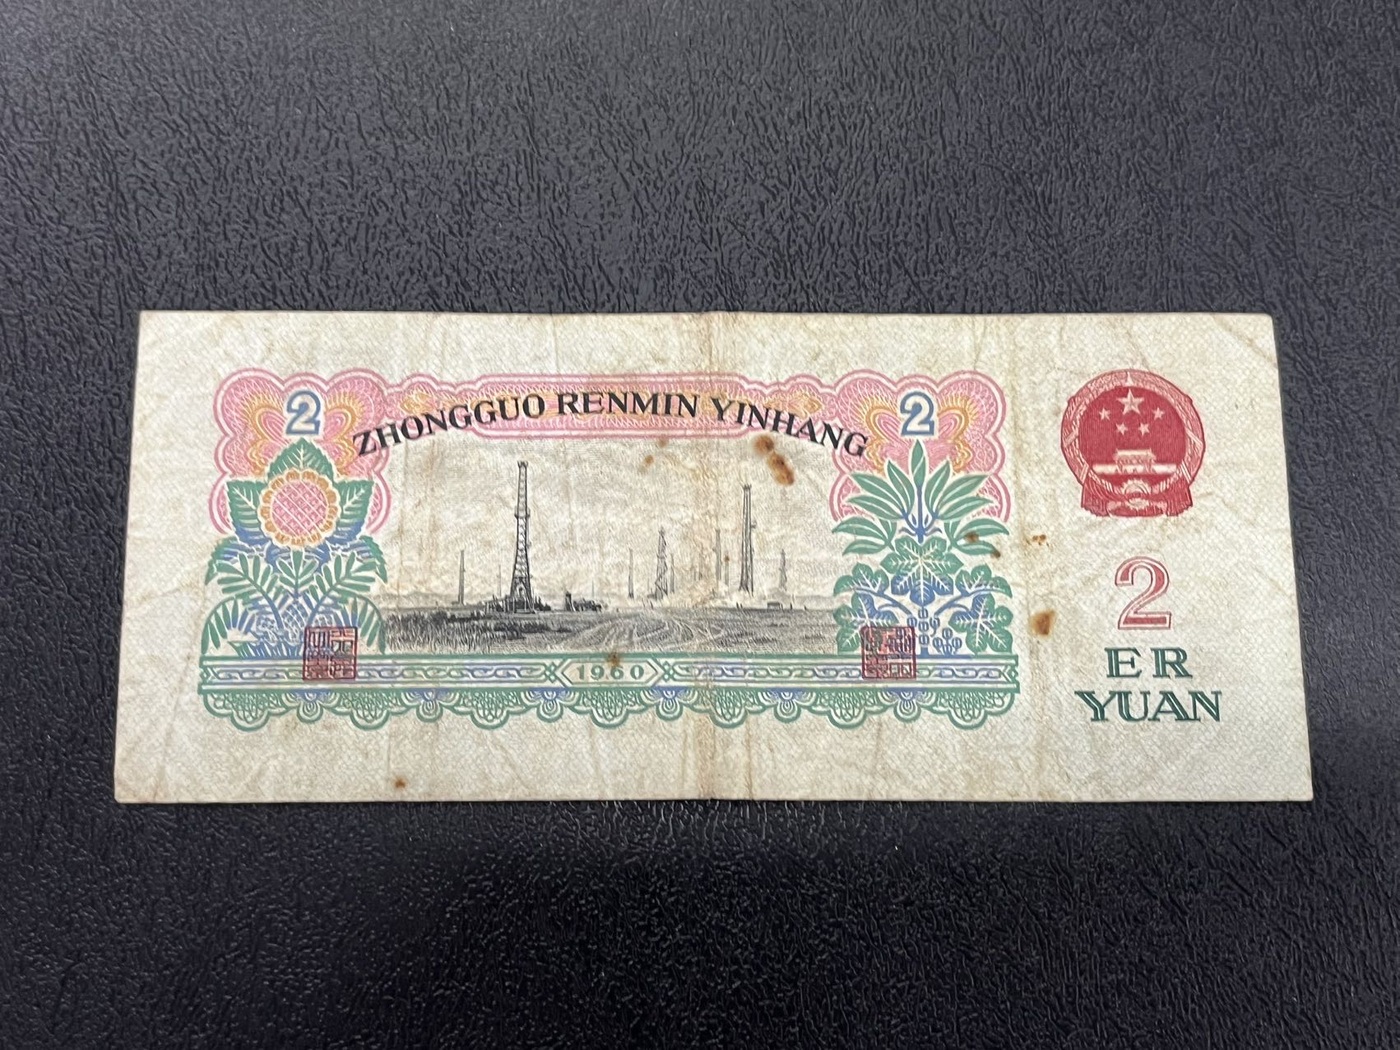 2 2
ZHONGGUO RENMIN YINHANG
1960
2
ER
YUAN